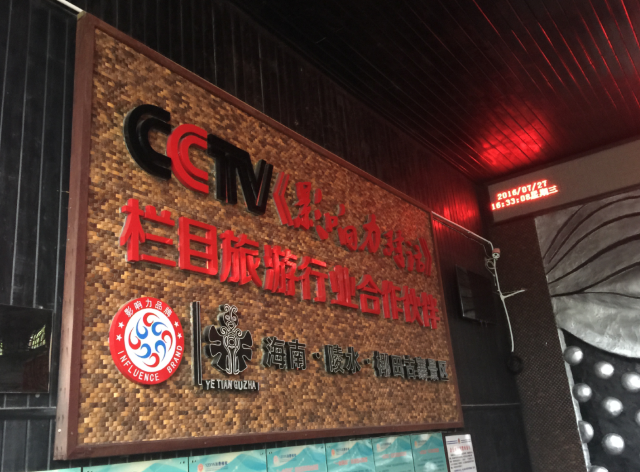 CCTV《影响力对话》
栏目旅游行业合作伙伴
影响力品牌
INFLUENCE BRAND
YE TIAN GU ZHAI
海南·陵水·椰田古寨景区
2016/07/27
16:33:08星期三